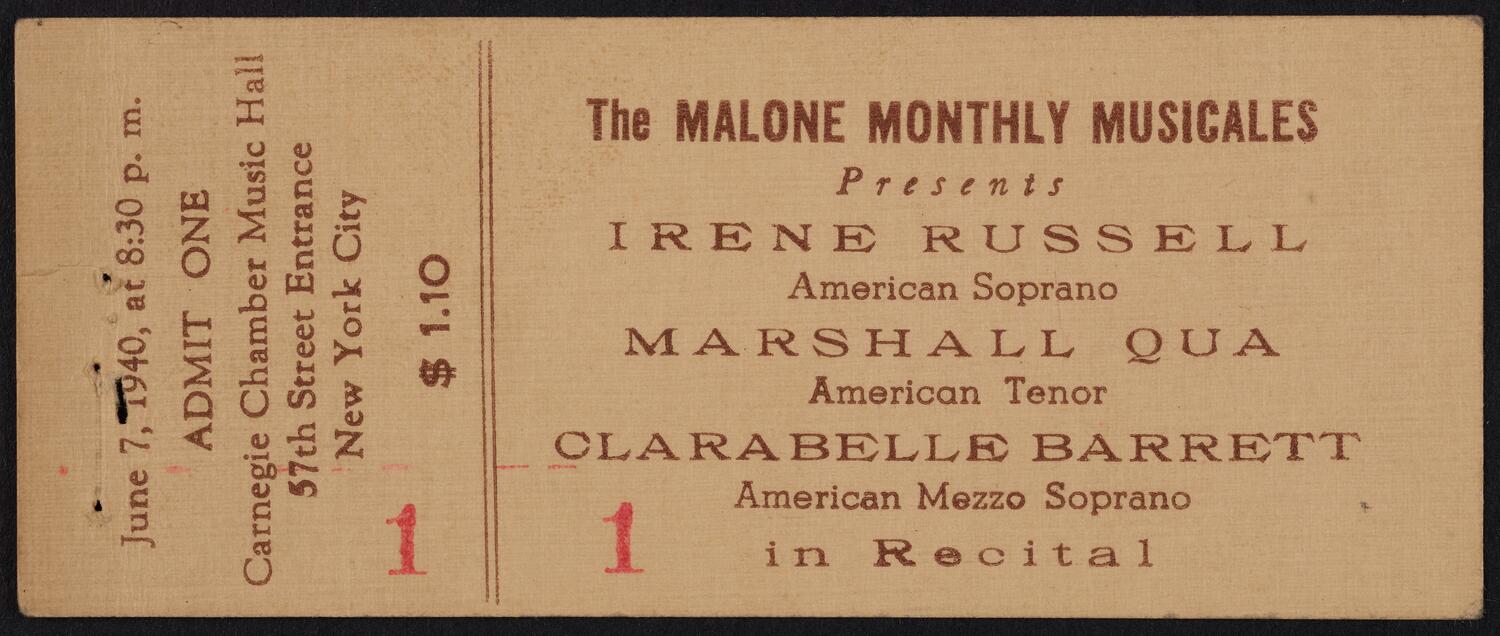 June 7, 1940, at 8:30 p. m.
ADMIT ONE
Carnegie Chamber Music Hall
57th Street Entrance
New York City
$ 1.10
1
The MALONE MONTHLY MUSICALES
Presents
IRENE RUSSELL
American Soprano
MARSHALL QUA
American Tenor
CLARABELLE BARRETT
American Mezzo Soprano
in Recital
1